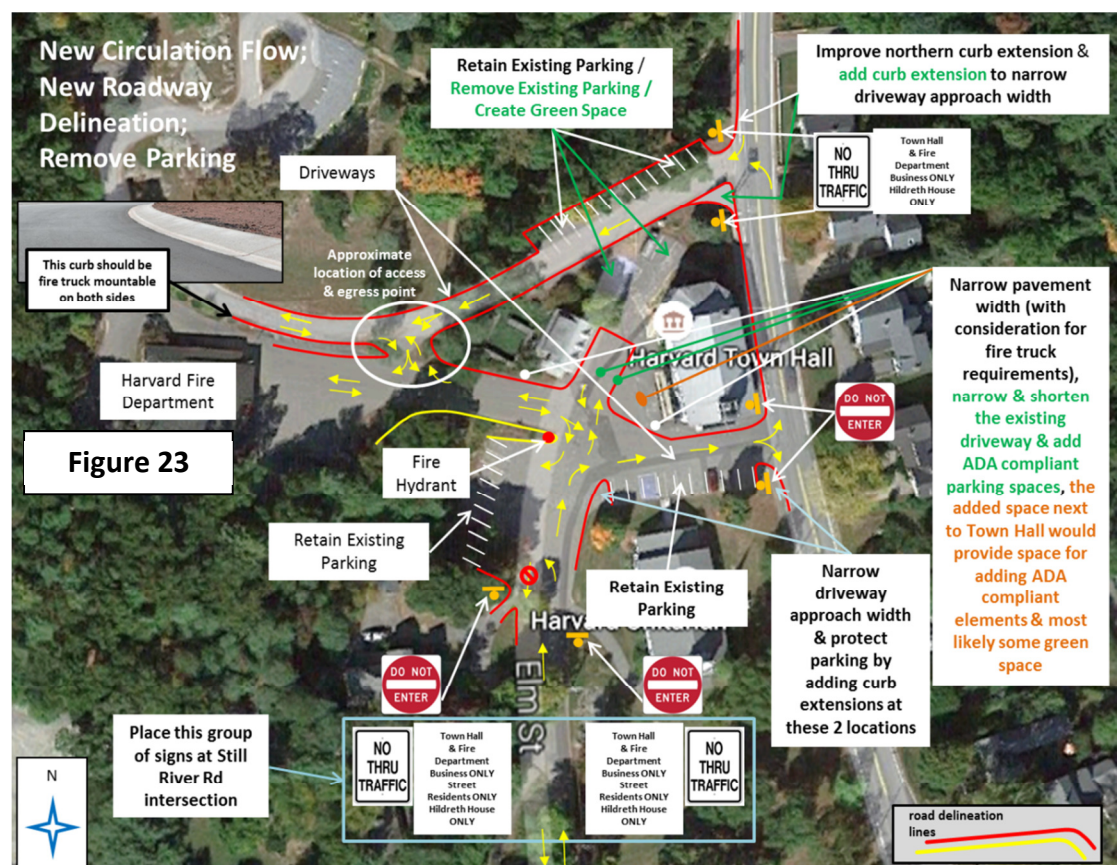 New Circulation Flow;
New Roadway
Delineation;
Remove Parking
Retain Existing Parking /
Remove Existing Parking /
Create Green Space
Improve northern curb extension &
add curb extension to narrow
driveway approach width
NO
THRU
TRAFFIC
Town Hall
& Fire
Department
Business ONLY
Hildreth House
ONLY
Driveways
This curb should be
fire truck mountable
on both sides
Approximate
location of access
& egress point
Harvard Town Hall
Narrow pavement
width (with
consideration for
fire truck
requirements),
narrow & shorten
the existing
driveway & add
ADA compliant
parking spaces, the
added space next
to Town Hall would
provide space for
adding ADA
compliant
elements & most
likely some green
space
Harvard Fire
Department
DO NOT
ENTER
Figure 23
Fire
Hydrant
Retain Existing
Parking
Retain Existing
Parking
Narrow
driveway
approach width
& protect
parking by
adding curb
extensions at
these 2 locations
Harvard
DO NOT
ENTER
DO NOT
ENTER
Elm St
Place this group
of signs at Still
River Rd
intersection
NO
THRU
TRAFFIC
Town Hall
& Fire
Department
Business ONLY
Street
Residents ONLY
Hildreth House
ONLY
Town Hall
& Fire
Department
Business ONLY
Street
Residents ONLY
Hildreth House
ONLY
NO
THRU
TRAFFIC
N
road delineation
lines